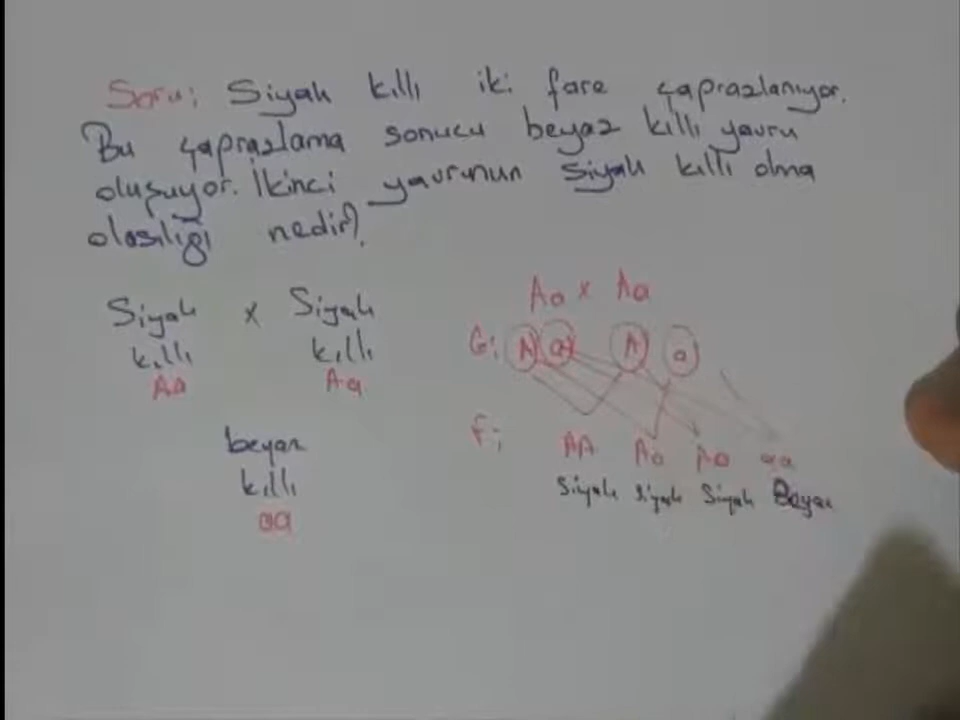 Soru: Siyah kıllı iki fare çaprazlanıyor.
Bu çaprazlama sonucu beyaz kıllı yavru
oluşuyor. İkinci yavrunun siyah kıllı olma
olasılığı nedir?
Siyah x Siyah
kıllı kıllı
Aa Aa
beyaz
kıllı
aa
Aa x Aa
G: A a A a
F: AA Aa Aa aa
Siyah Siyah Siyah Beyaz